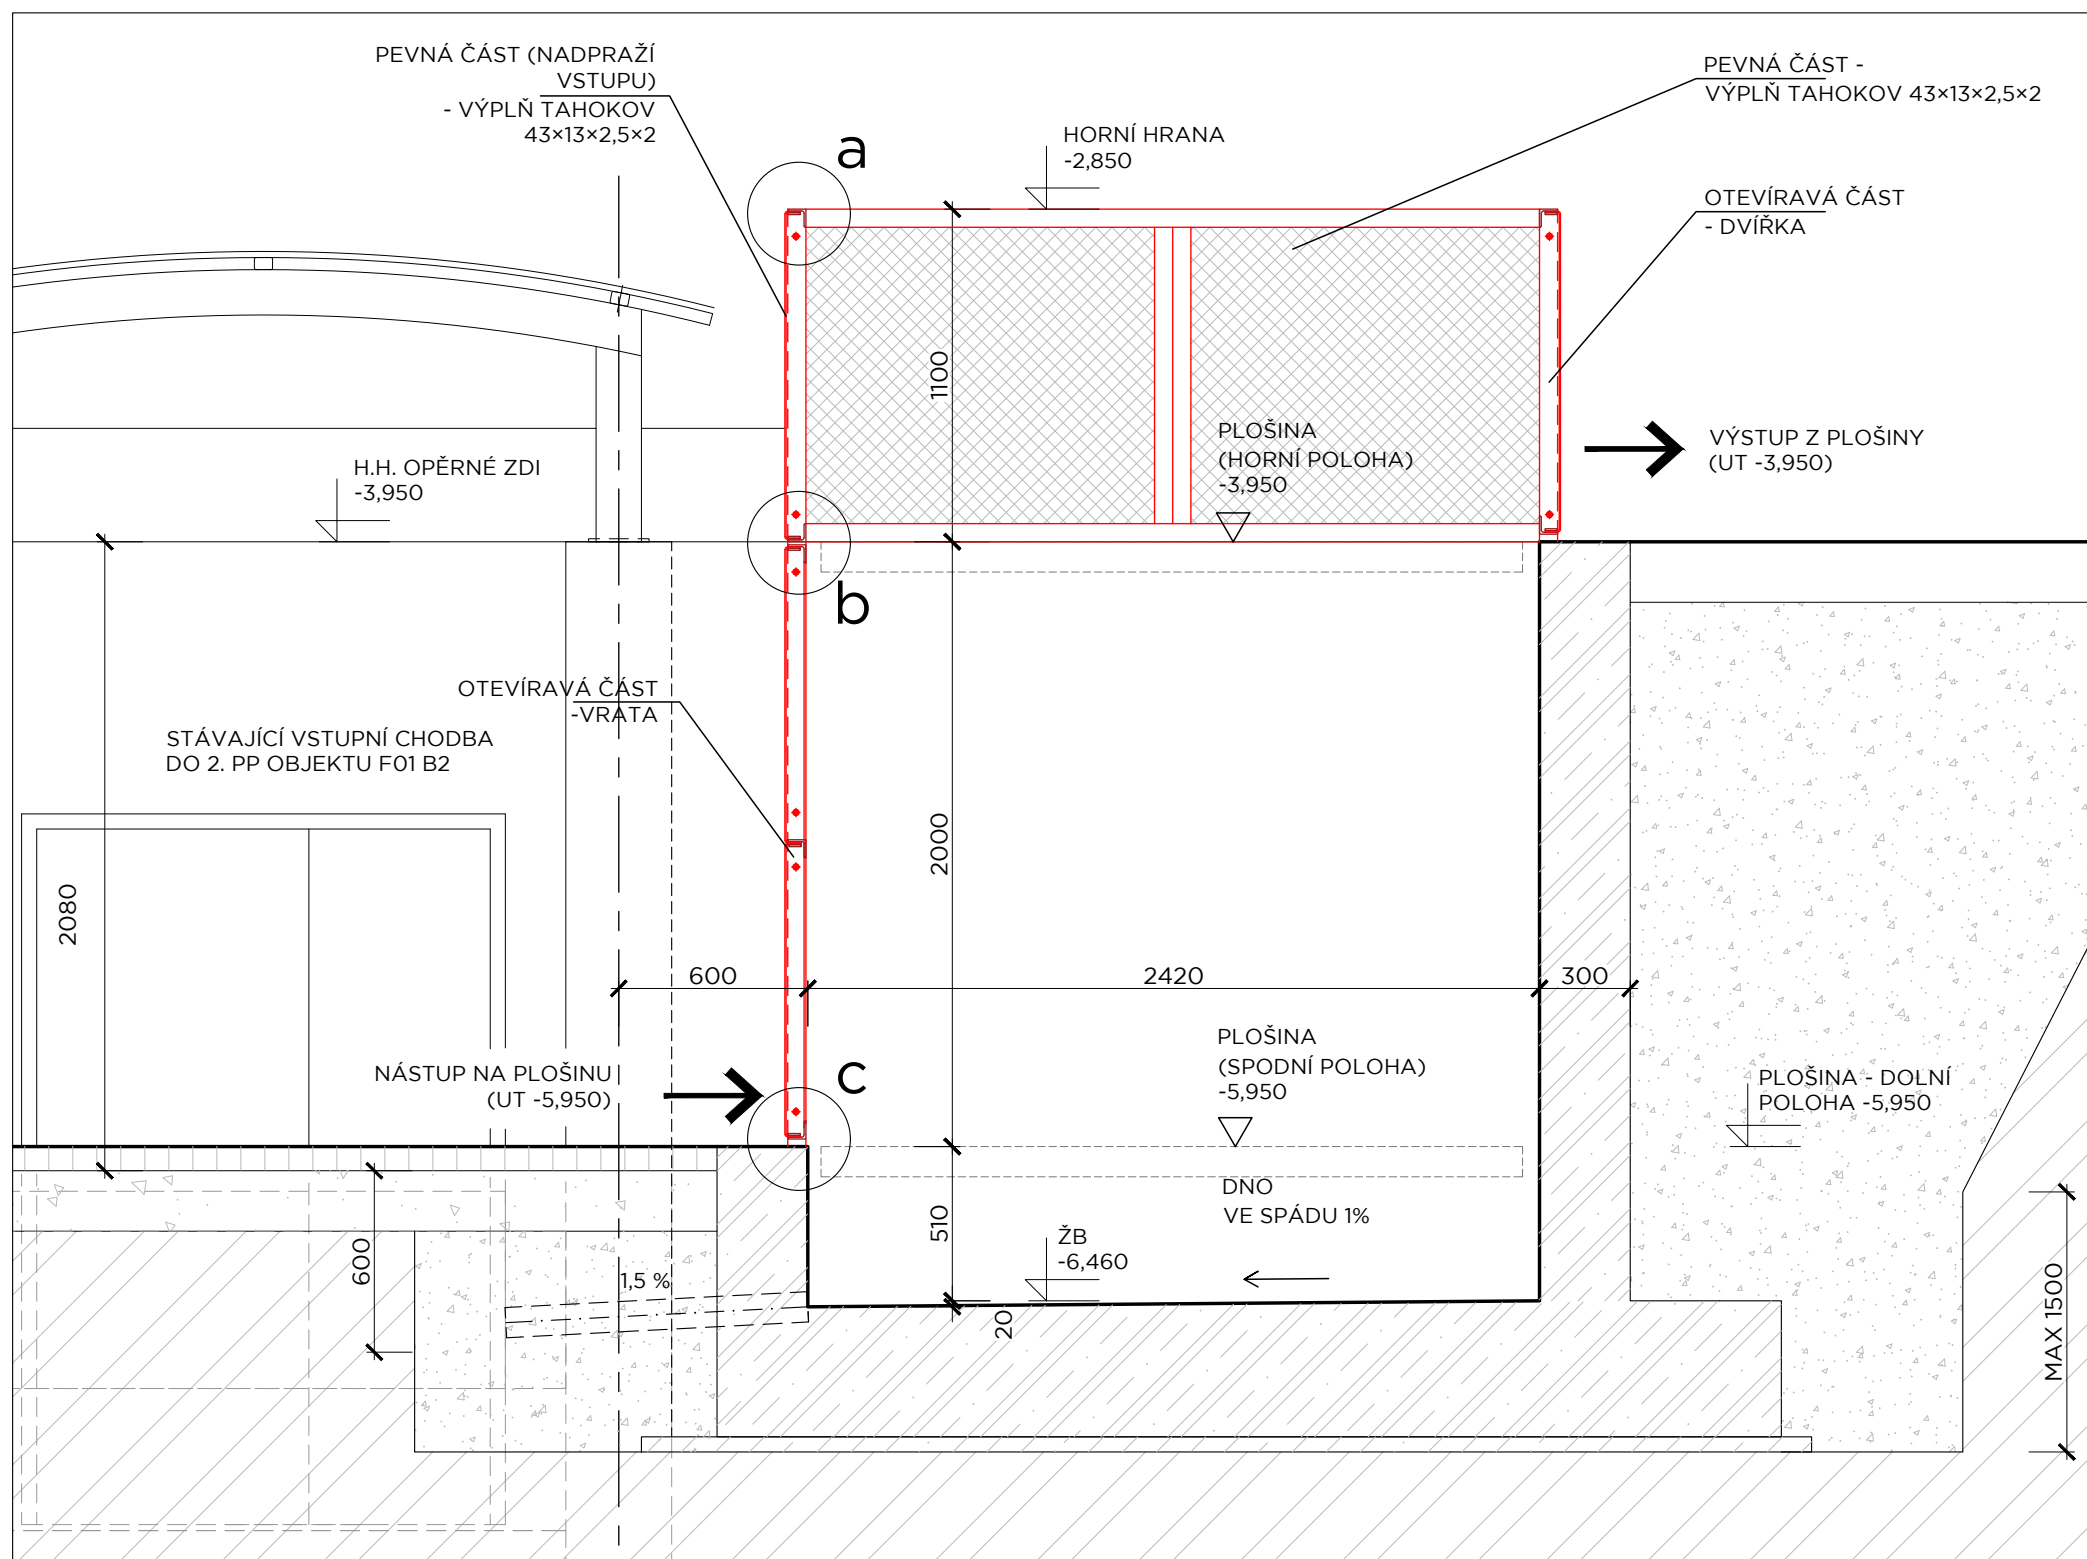 PEVNÁ ČÁST (NADPRAŽÍ
VSTUPU)
- VÝPLŇ TAHOKOV
43×13×2,5×2
PEVNÁ ČÁST -
VÝPLŇ TAHOKOV 43×13×2,5×2
HORNÍ HRANA
-2,850
a
OTEVÍRAVÁ ČÁST
- DVÍŘKA
1100
PLOŠINA
(HORNÍ POLOHA)
-3,950
VÝSTUP Z PLOŠINY
(UT -3,950)
H.H. OPĚRNÉ ZDI
-3,950
b
OTEVÍRAVÁ ČÁST
-VRATA
STÁVAJÍCÍ VSTUPNÍ CHODBA
DO 2. PP OBJEKTU F01 B2
2000
2080
600
2420
300
NÁSTUP NA PLOŠINU
(UT -5,950)
c
PLOŠINA
(SPODNÍ POLOHA)
-5,950
PLOŠINA - DOLNÍ
POLOHA -5,950
DNO
VE SPÁDU 1%
510
ŽB
-6,460
600
1,5 %
20
MAX 1500